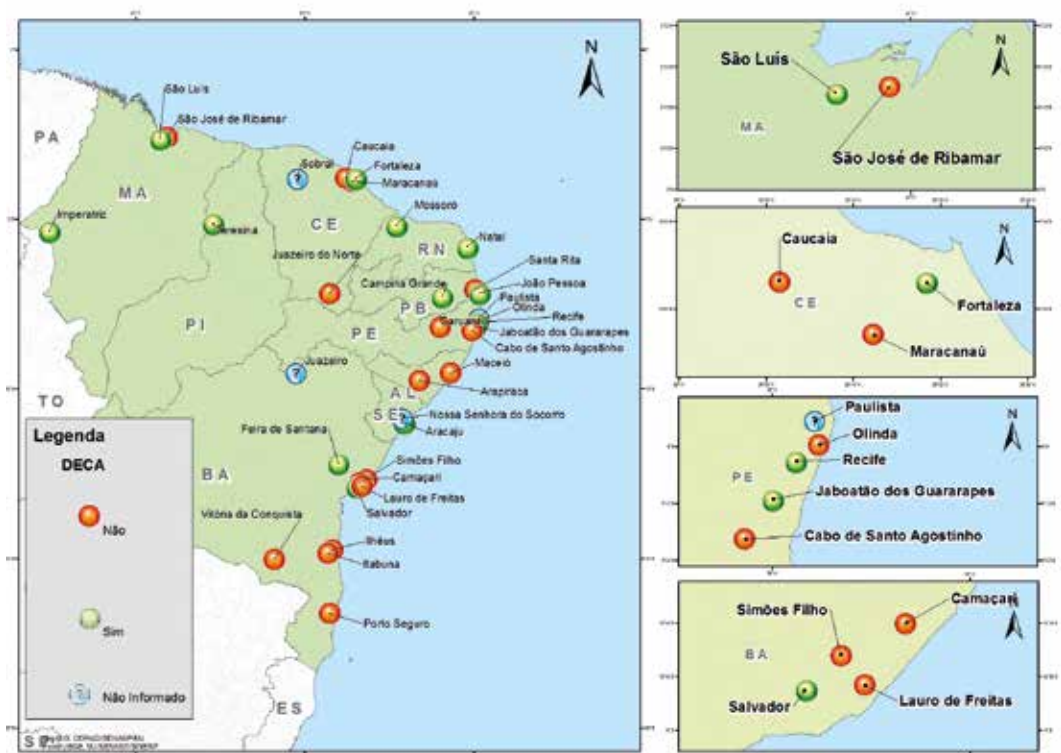 N
São Luís
São José de Ribamar
PA
MA
Imperatriz
Teresina
Sobral
Caucaia
Fortaleza
Maracanaú
CE
Mossoró
RN
Natal
Juazeiro do Norte
Campina Grande
Santa Rita
João Pessoa
PB
Paulista
Olinda
Recife
Caruaru
Jaboatão dos Guararapes
Cabo de Santo Agostinho
PI
PE
Juazeiro
Maceió
AL
Arapiraca
TO
SE
Nossa Senhora do Socorro
Aracaju
Feira de Santana
BA
Simões Filho
Camaçari
Lauro de Freitas
Salvador
Vitória da Conquista
Ilhéus
Itabuna
Porto Seguro
ES
Legenda
DECA
Não
Sim
?
Não Informado
N
São Luís
MA
São José de Ribamar
N
Caucaia
CE
Fortaleza
Maracanaú
N
Paulista
Olinda
Recife
PE
Jaboatão dos Guararapes
Cabo de Santo Agostinho
N
Camaçari
Simões Filho
BA
Salvador
Lauro de Freitas